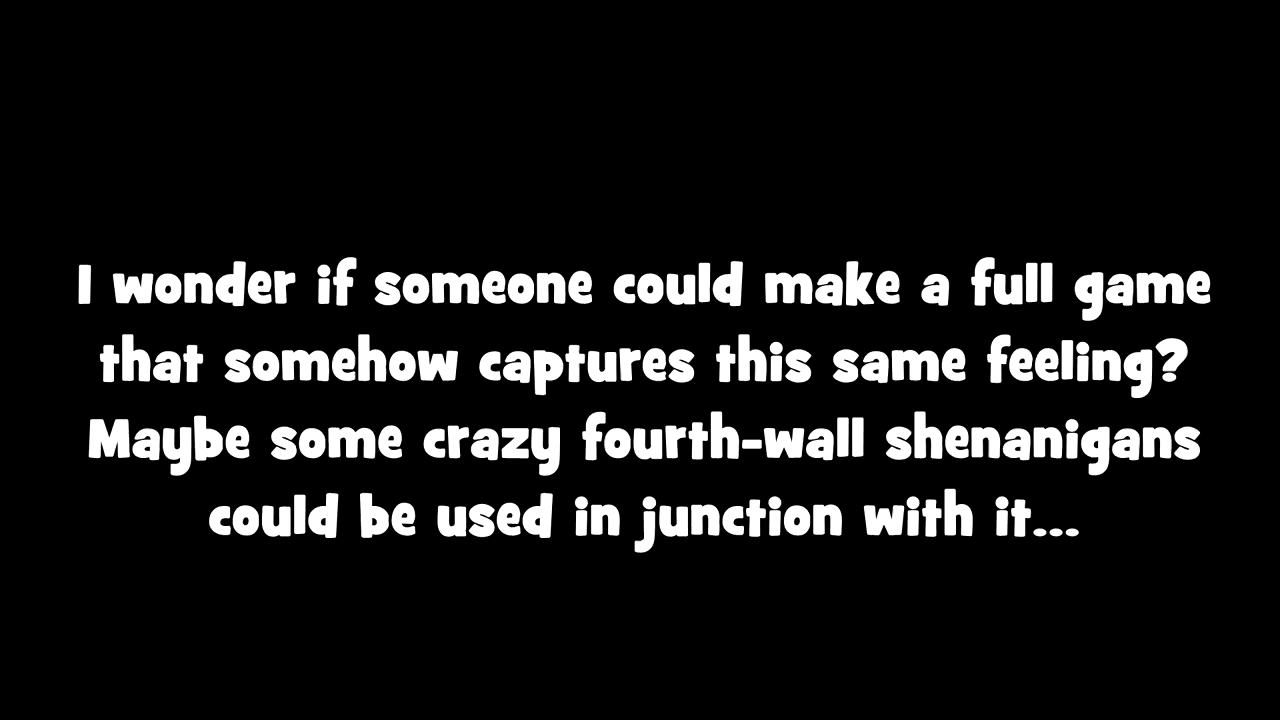 I wonder if someone could make a full game
that somehow captures this same feeling?
Maybe some crazy fourth-wall shenanigans
could be used in junction with it...